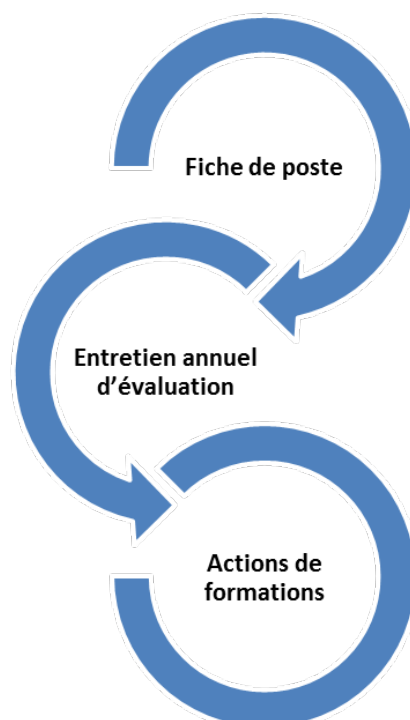 Fiche de poste
Entretien annuel
d’évaluation
Actions de
formations